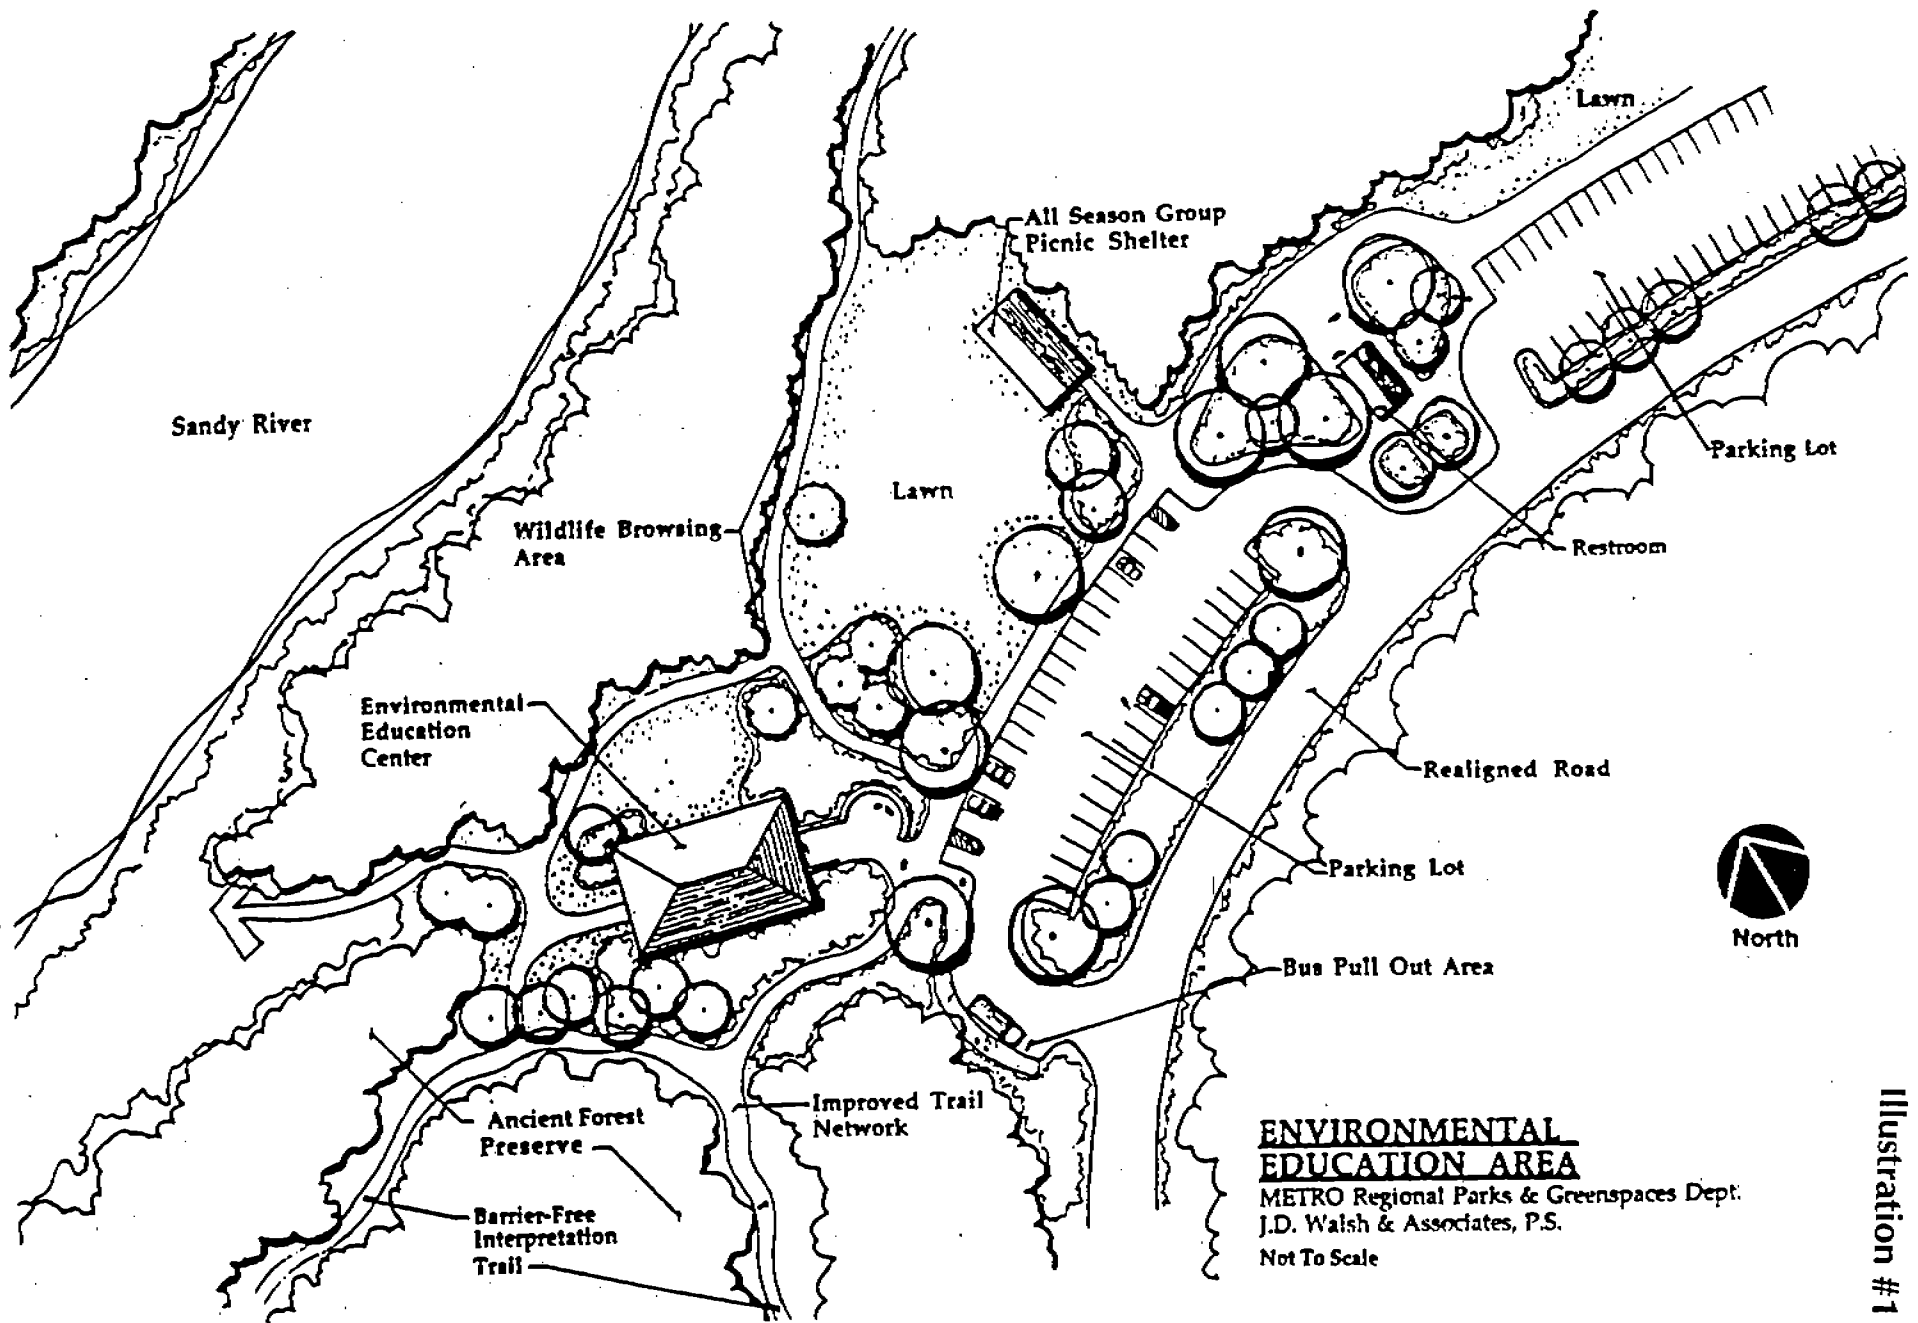 Lawn
All Season Group
Picnic Shelter
Sandy River
Parking Lot
Lawn
Wildlife Browsing
Area
Restroom
Environmental
Education
Center
Realigned Road
Parking Lot
North
Bus Pull Out Area
Improved Trail
Network
Ancient Forest
Preserve
Barrier-Free
Interpretation
Trail
ENVIRONMENTAL
EDUCATION AREA
METRO Regional Parks & Greenspaces Dept.
J.D. Walsh & Associates, P.S.
Not To Scale
Illustration #1